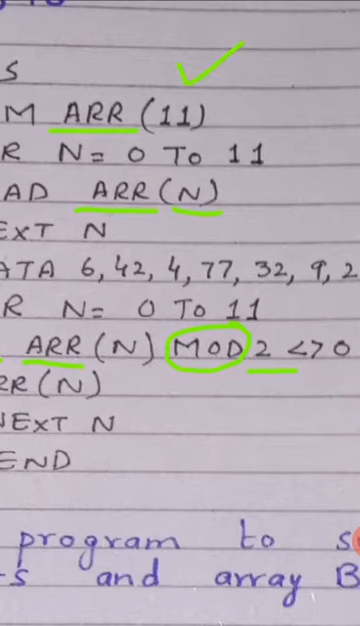 S
M ARR (11)
R N= 0 TO 11
AD ARR (N)
EXT N
ATA 6, 42, 4, 77, 32, 9, 2
R N= 0 TO 11
ARR (N) MOD 2 <> 0
RR (N)
NEXT N
END
program to s
s and array B